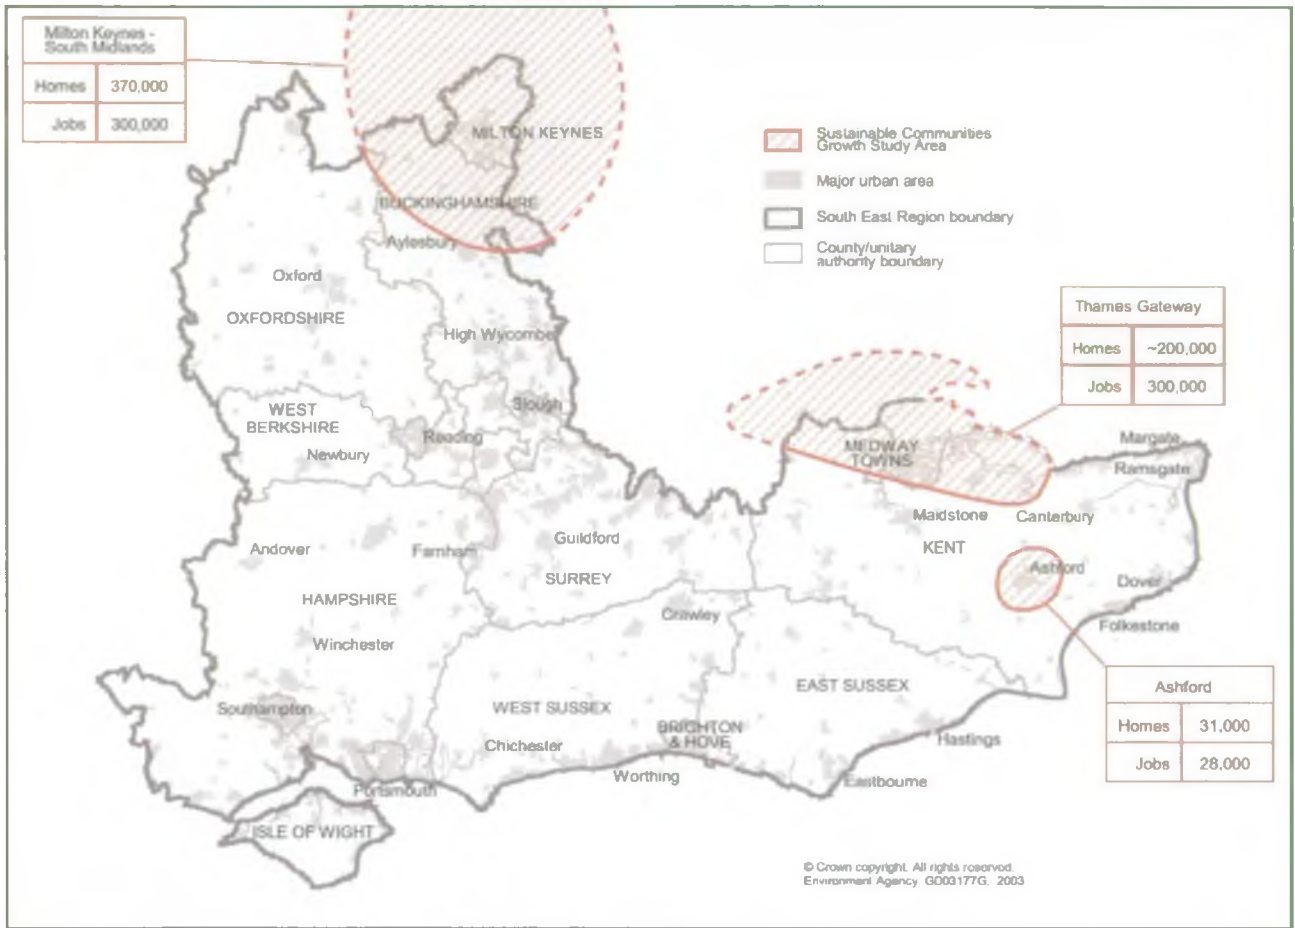 Milton Keynes -
South Midlands
Homes 370,000
Jobs 300,000
MILTON KEYNES
BUCKINGHAMSHIRE
Aylesbury
Sustainable Communities
Growth Study Area
Major urban area
South East Region boundary
County/unitary
authority boundary
Oxford
OXFORDSHIRE
High Wycombe
Thames Gateway
Homes ~200,000
Jobs 300,000
WEST
BERKSHIRE
Slough
Reading
Newbury
MEDWAY
TOWNS
Margate
Ramsgate
Maidstone
Canterbury
KENT
Andover
Farnham
Guildford
SURREY
Ashford
Dover
HAMPSHIRE
Crawley
Folkestone
Winchester
EAST SUSSEX
Southampton
WEST SUSSEX
BRIGHTON
& HOVE
Chichester
Hastings
Worthing
Eastbourne
Portsmouth
ISLE OF WIGHT
Ashford
Homes 31,000
Jobs 28,000
© Crown copyright. All rights reserved.
Environment Agency GD03177G, 2003